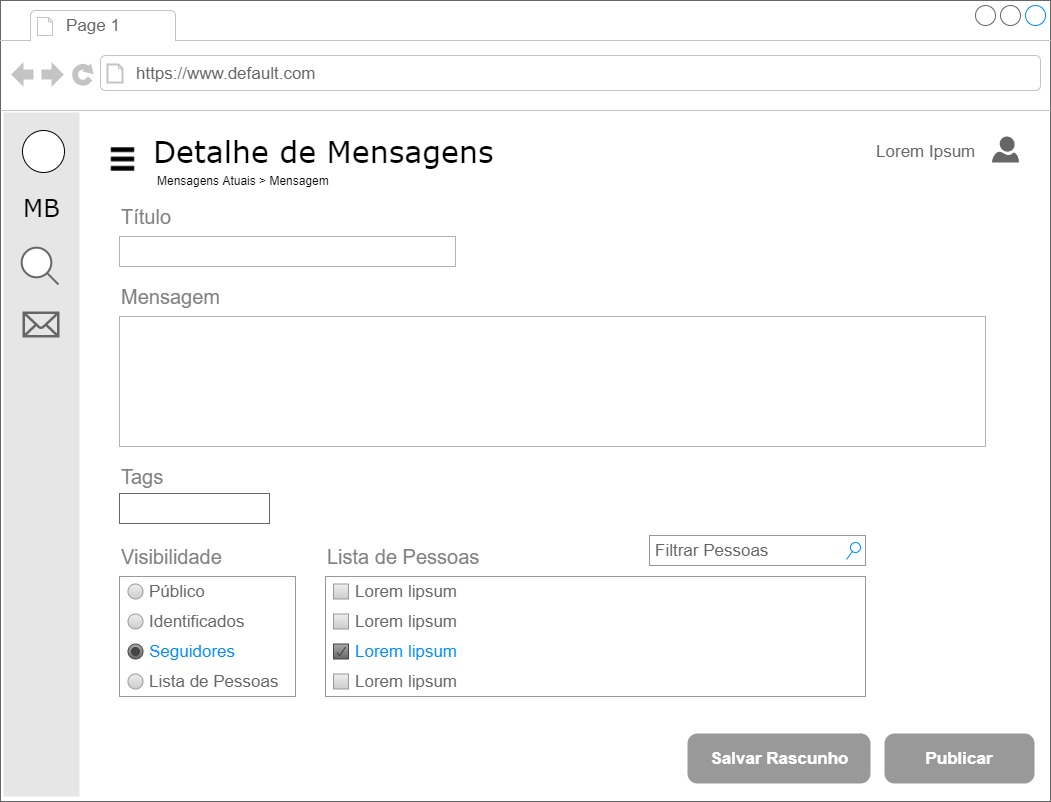 Page 1
https://www.default.com
MB
Detalhe de Mensagens
Lorem Ipsum
Mensagens Atuais > Mensagem
Título
Mensagem
Tags
Visibilidade
Público
Identificados
Seguidores
Lista de Pessoas
Lista de Pessoas
Filtrar Pessoas
Lorem lipsum
Lorem lipsum
Lorem lipsum
Lorem lipsum
Salvar Rascunho
Publicar